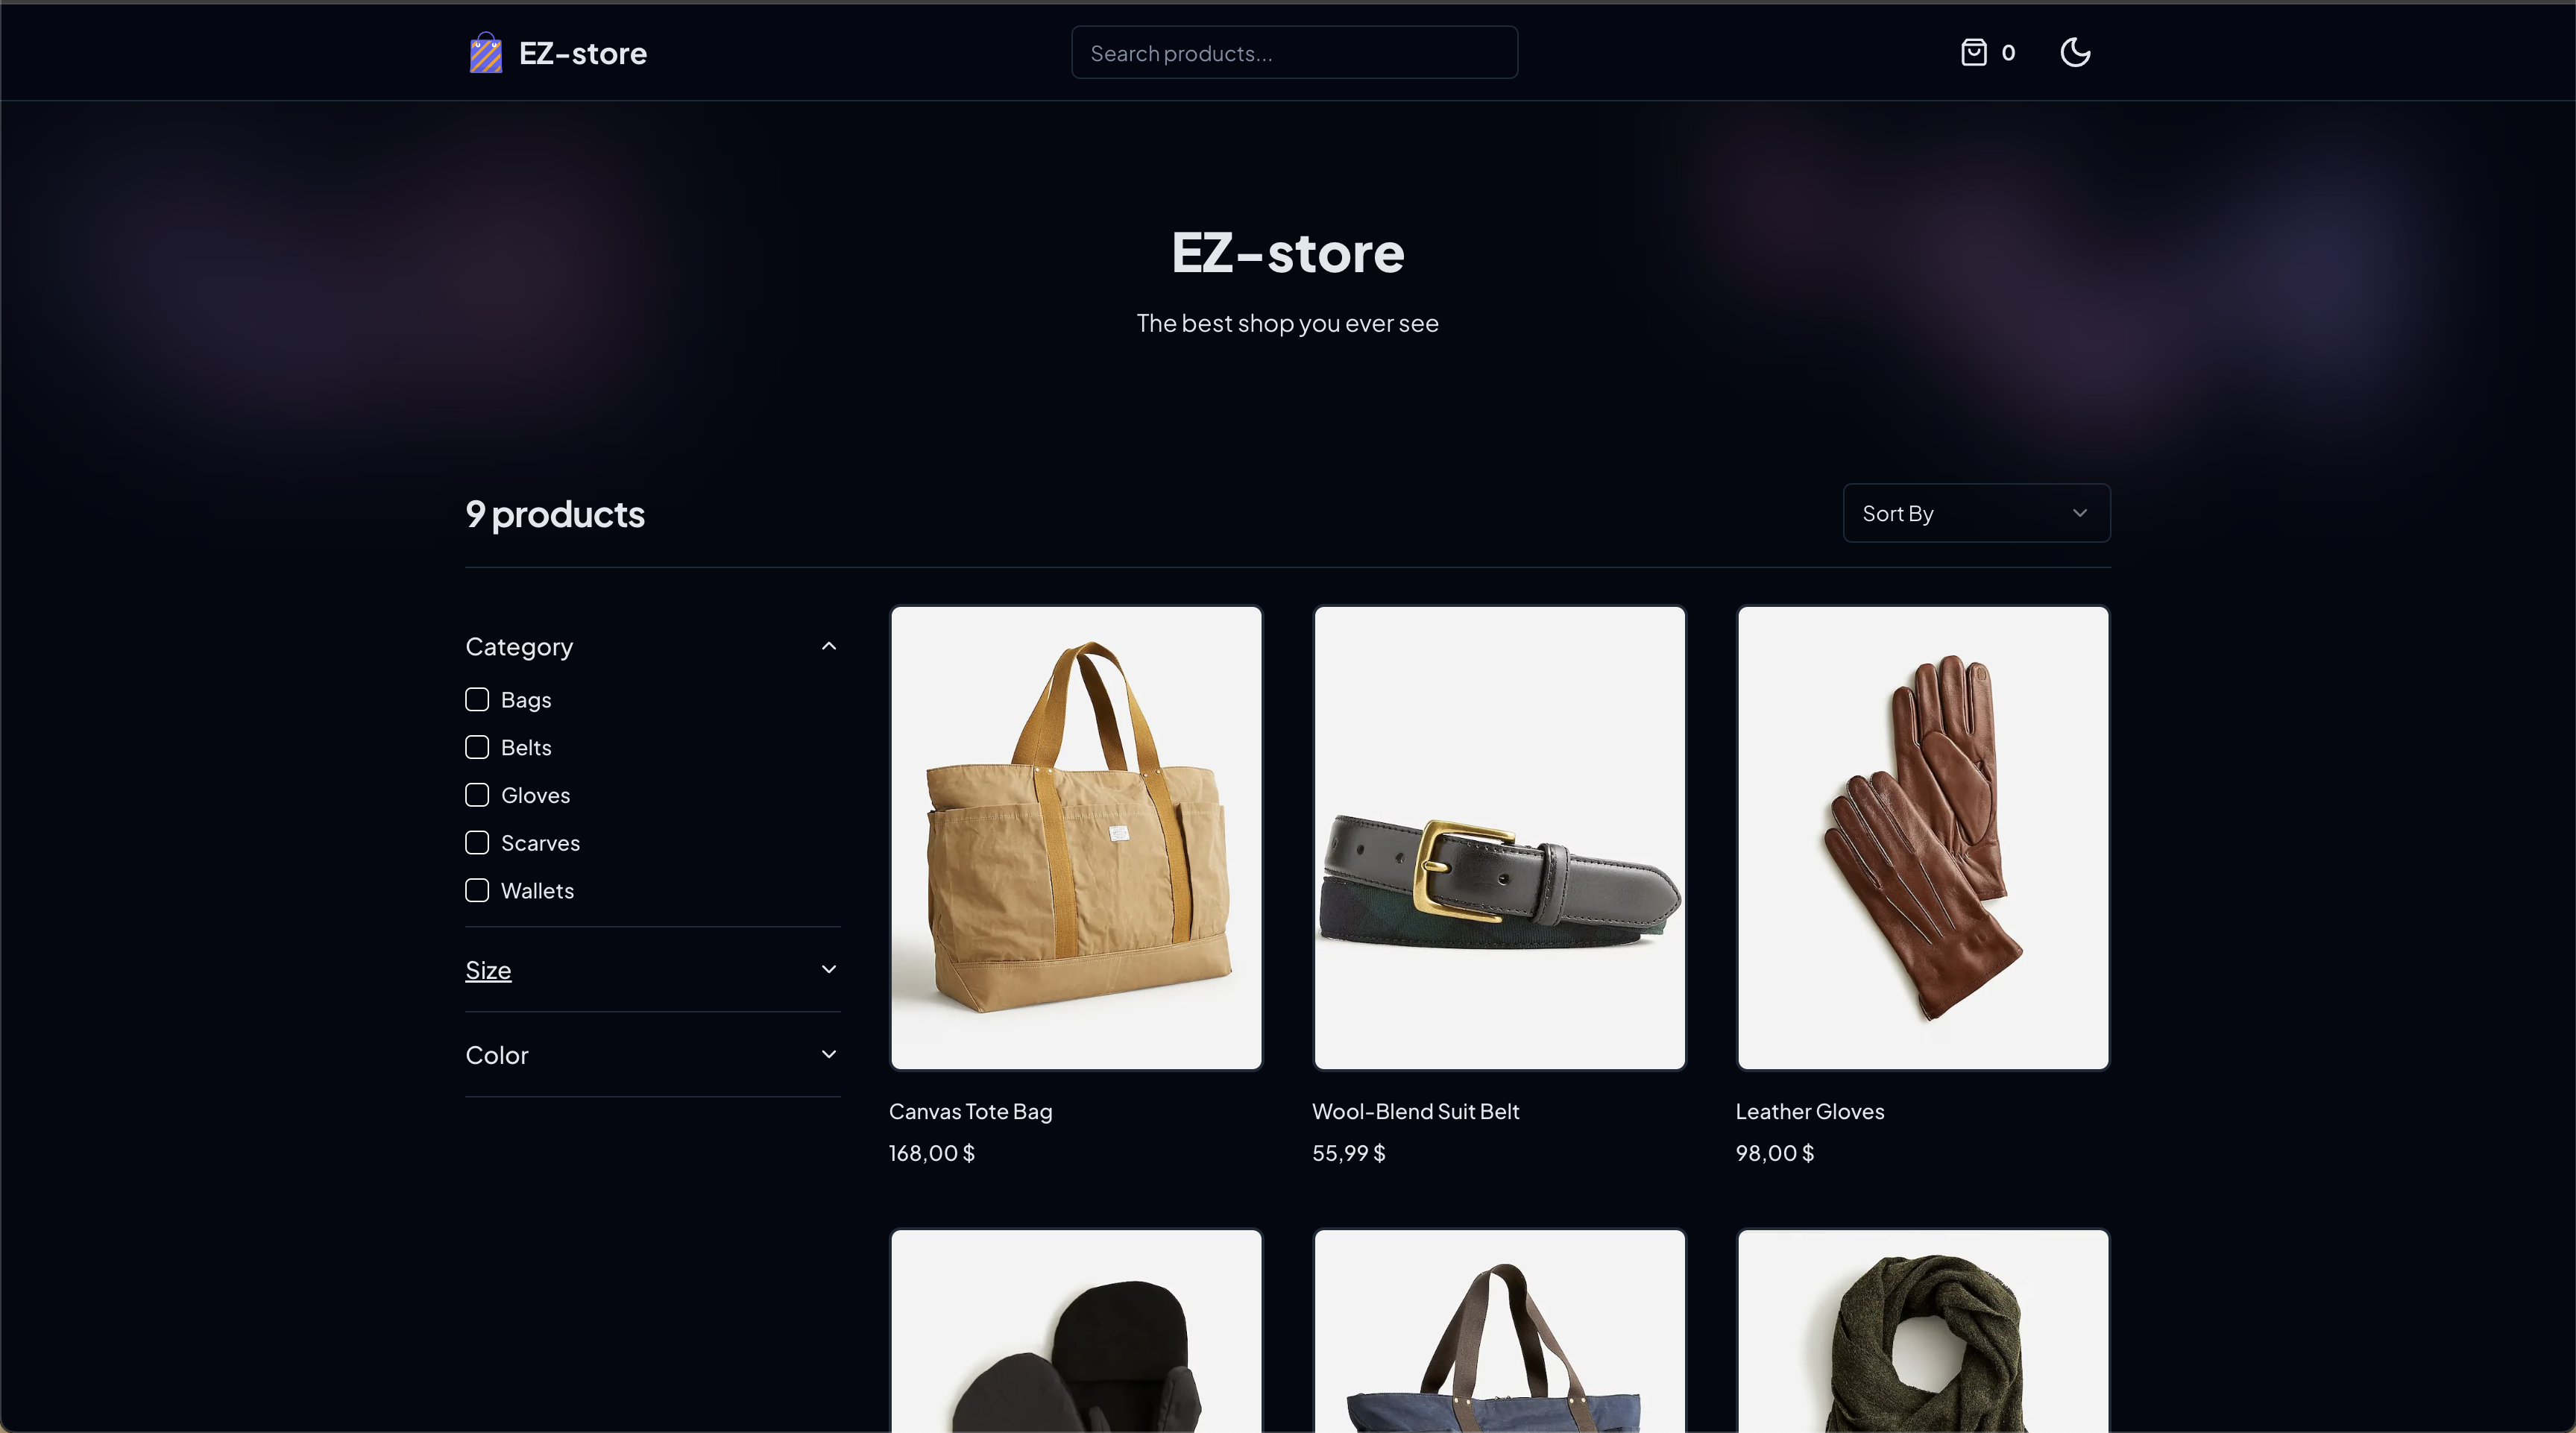 EZ-store
Search products...
0
EZ-store
The best shop you ever see
9 products
Sort By
Category
Bags
Belts
Gloves
Scarves
Wallets
Size
Color
Canvas Tote Bag
168,00 $
Wool-Blend Suit Belt
55,99 $
Leather Gloves
98,00 $